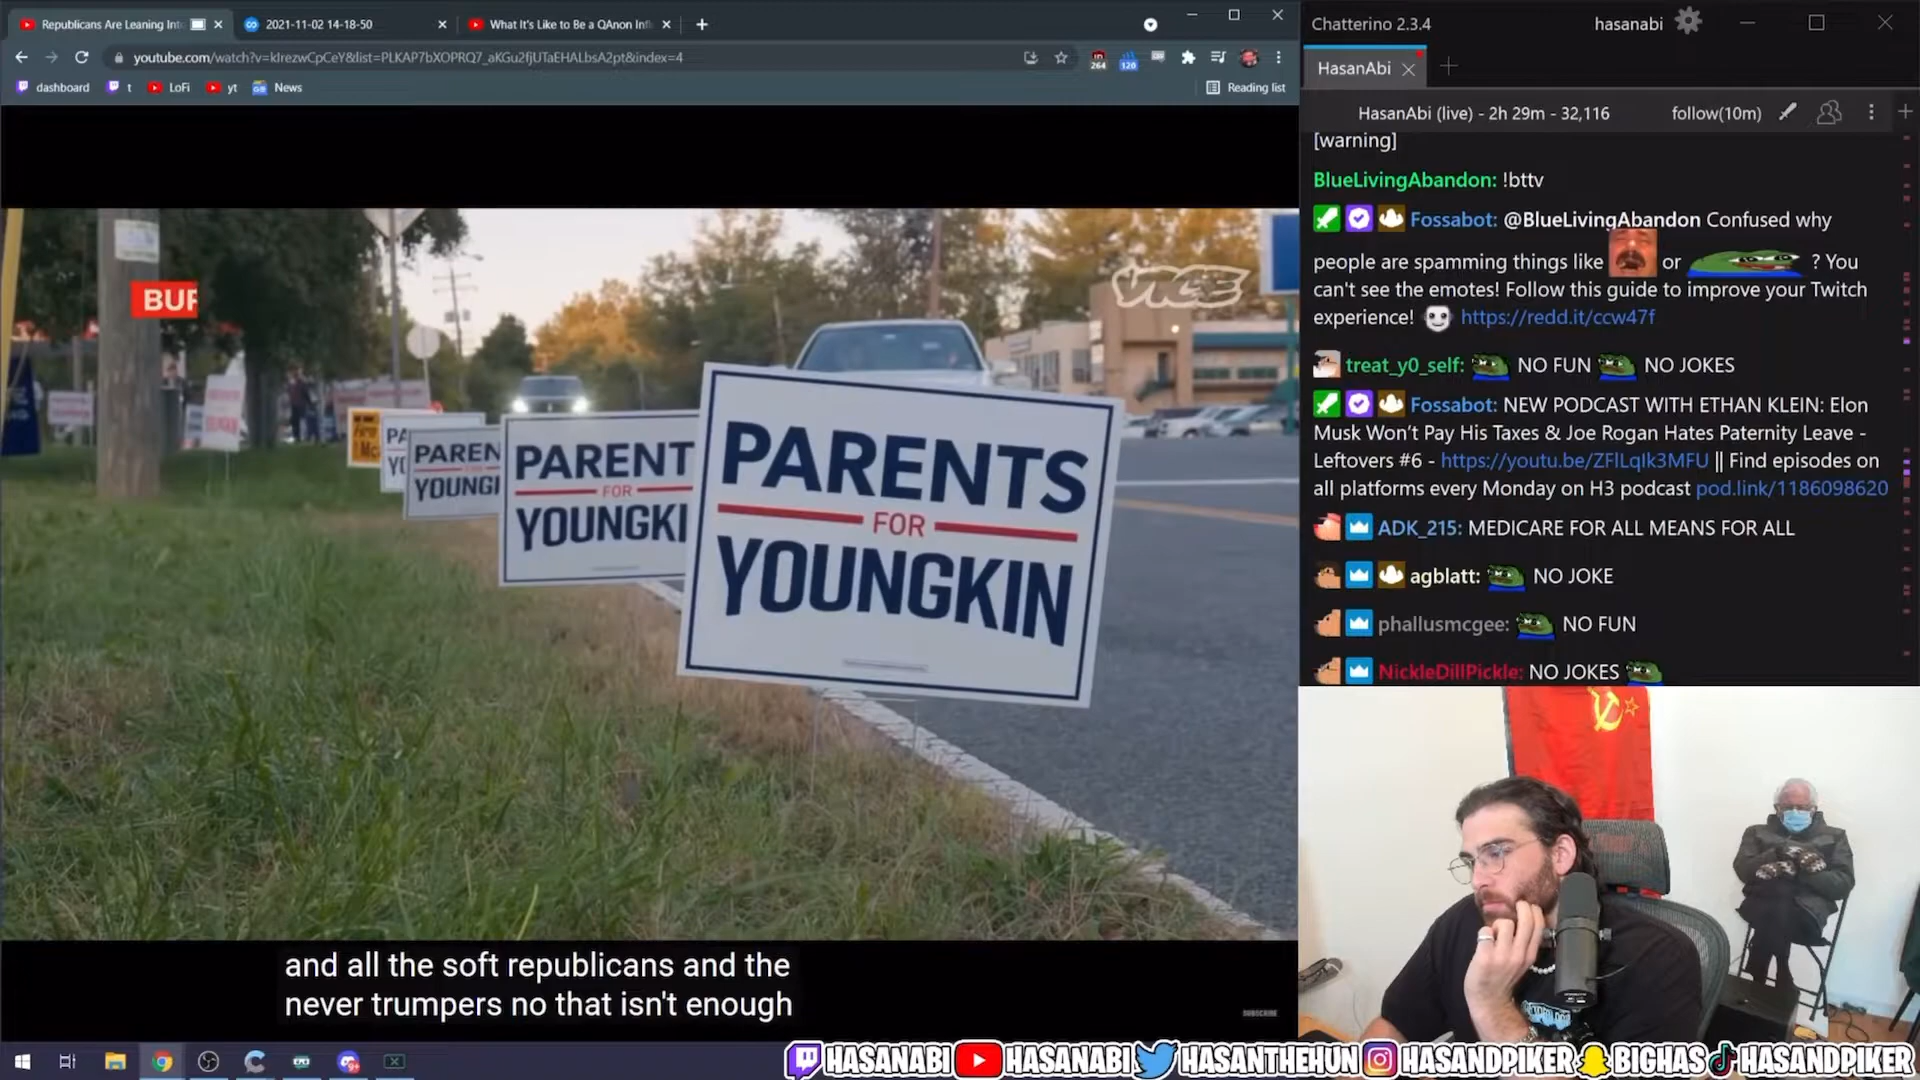 Republicans Are Leaning Int
2021-11-02 14-18-50
What It's Like to Be a QAnon Infl
youtube.com/watch?v=kIrezwCpCeY&list=PLKAP7bXOPRQ7_aKGu2fjUTaEHALbsA2pt&index=4
264
120
dashboard
t
LoFi
yt
News
Reading list
BUR
VICE
PARENTS
FOR
YOUNGKIN
PARENT
FOR
YOUNGKI
PAREN
YOUNGI
PA
and all the soft republicans and the
never trumpers no that isn't enough
SUBSCRIBE
Chatterino 2.3.4
hasanabi
HasanAbi
HasanAbi (live) - 2h 29m - 32,116
follow(10m)
[warning]
BlueLivingAbandon: !bttv
Fossabot: @BlueLivingAbandon Confused why
people are spamming things like or ? You
can't see the emotes! Follow this guide to improve your Twitch
experience! https://redd.it/ccw47f
treat_y0_self: NO FUN NO JOKES
Fossabot: NEW PODCAST WITH ETHAN KLEIN: Elon
Musk Won't Pay His Taxes & Joe Rogan Hates Paternity Leave -
Leftovers #6 - https://youtu.be/ZFlLqIk3MFU || Find episodes on
all platforms every Monday on H3 podcast pod.link/1186098620
ADK_215: MEDICARE FOR ALL MEANS FOR ALL
agblatt: NO JOKE
phallusmcgee: NO FUN
NickleDillPickle: NO JOKES
HASANABI HASANABI HASANTHEHUN HASANDPIKER BIGHAS HASANDPIKER